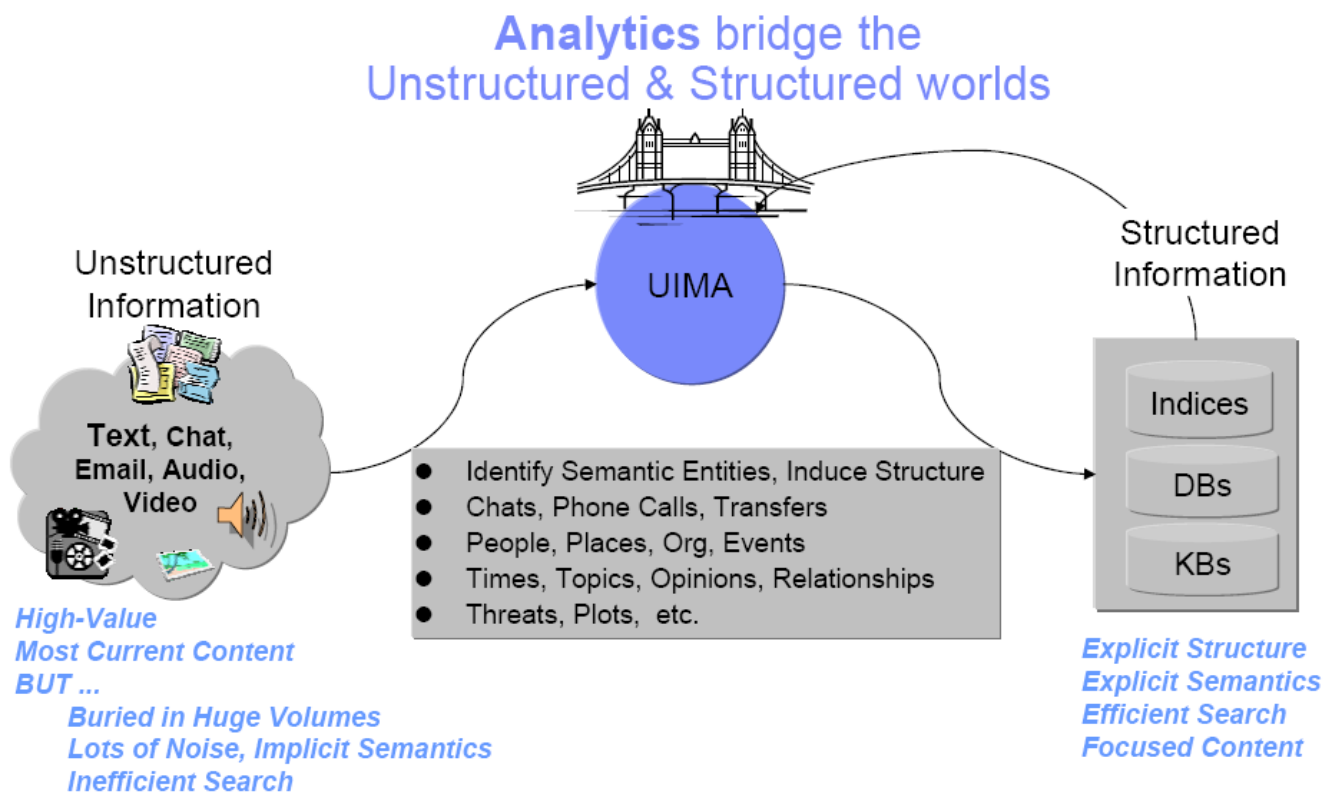 Analytics bridge the
Unstructured & Structured worlds
Unstructured
Information
Text, Chat,
Email, Audio,
Video
High-Value
Most Current Content
BUT ...
Buried in Huge Volumes
Lots of Noise, Implicit Semantics
Inefficient Search
UIMA
● Identify Semantic Entities, Induce Structure
● Chats, Phone Calls, Transfers
● People, Places, Org, Events
● Times, Topics, Opinions, Relationships
● Threats, Plots, etc.
Structured
Information
Indices
DBs
KBs
Explicit Structure
Explicit Semantics
Efficient Search
Focused Content